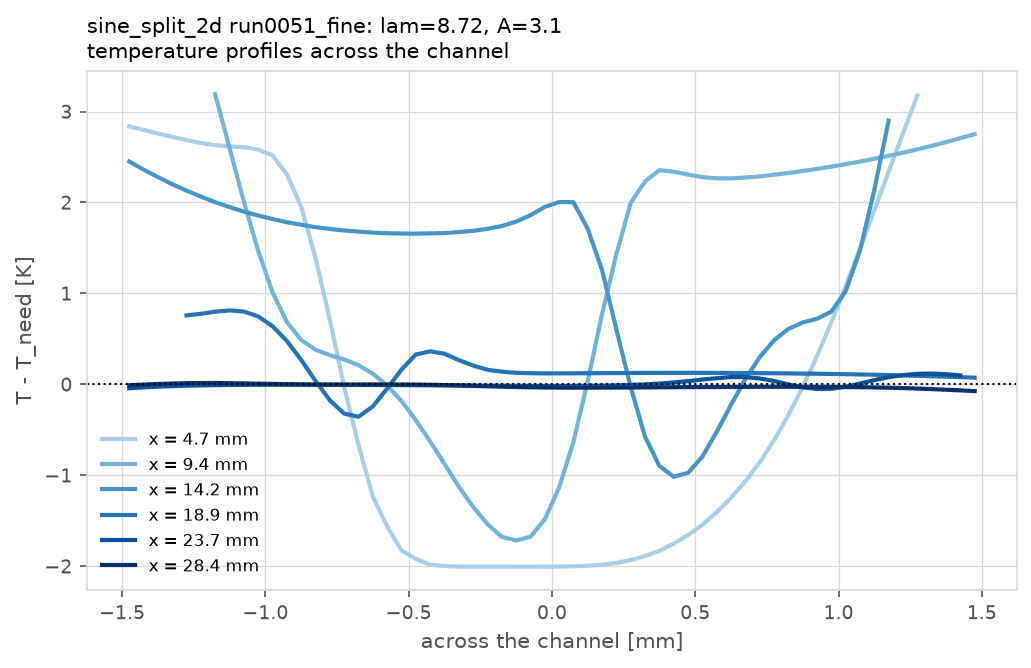 sine_split_2d run0051_fine: lam=8.72, A=3.1
temperature profiles across the channel
T - T_need [K]
3
2
1
0
−1
−2
x = 4.7 mm
x = 9.4 mm
x = 14.2 mm
x = 18.9 mm
x = 23.7 mm
x = 28.4 mm
−1.5 −1.0 −0.5 0.0 0.5 1.0 1.5
across the channel [mm]